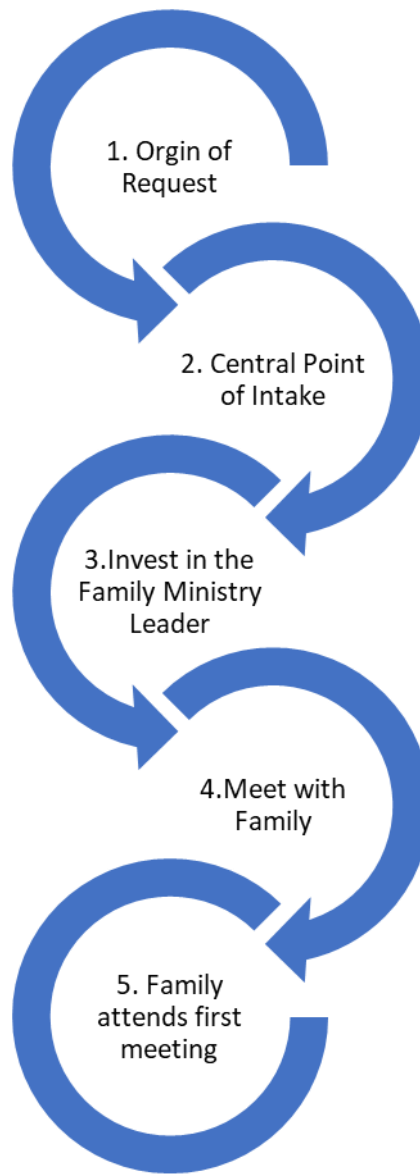 1. Orgin of
Request
2. Central Point
of Intake
3.Invest in the
Family Ministry
Leader
4.Meet with
Family
5. Family
attends first
meeting